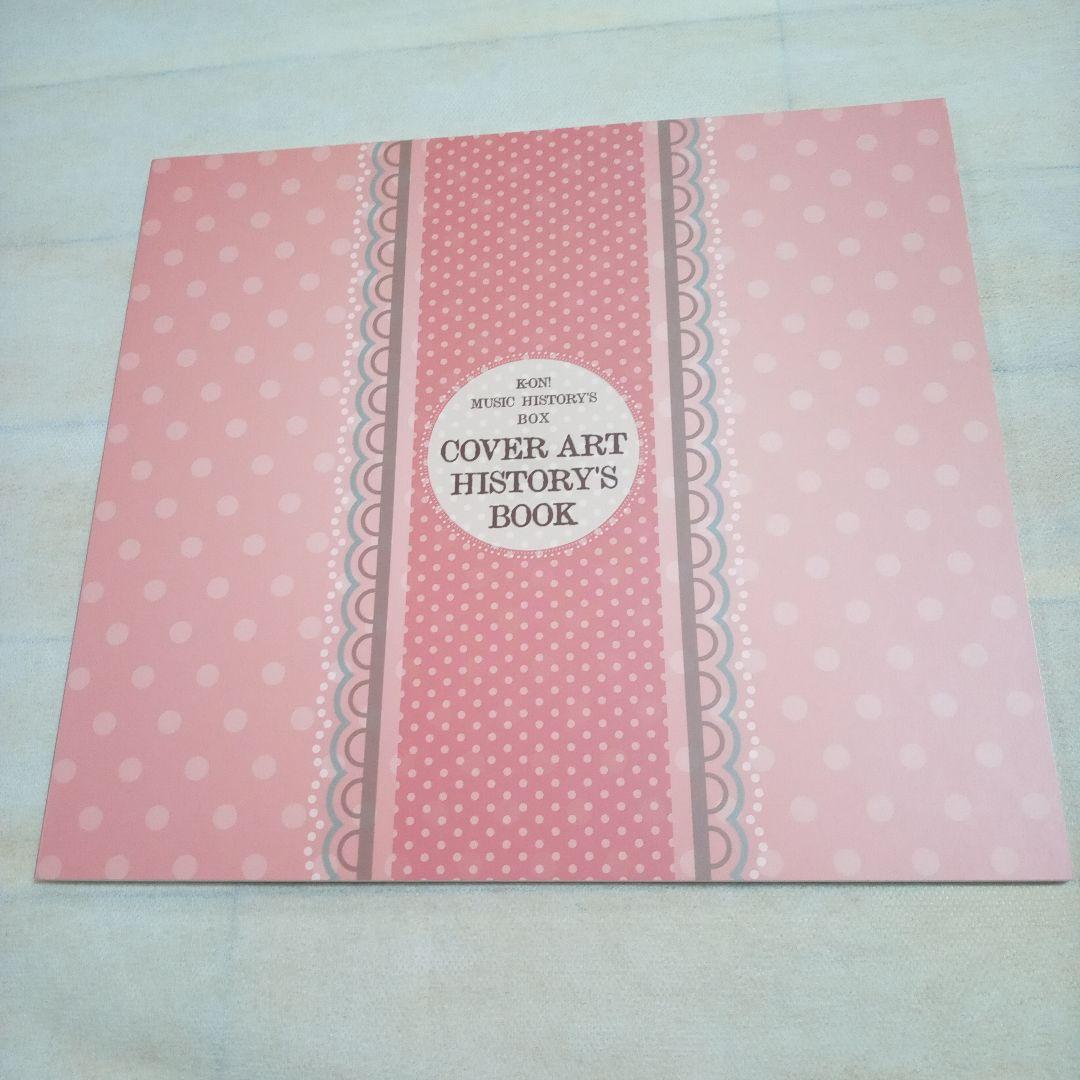 K-ON!
MUSIC HISTORY'S
BOX
COVER ART
HISTORY'S
BOOK